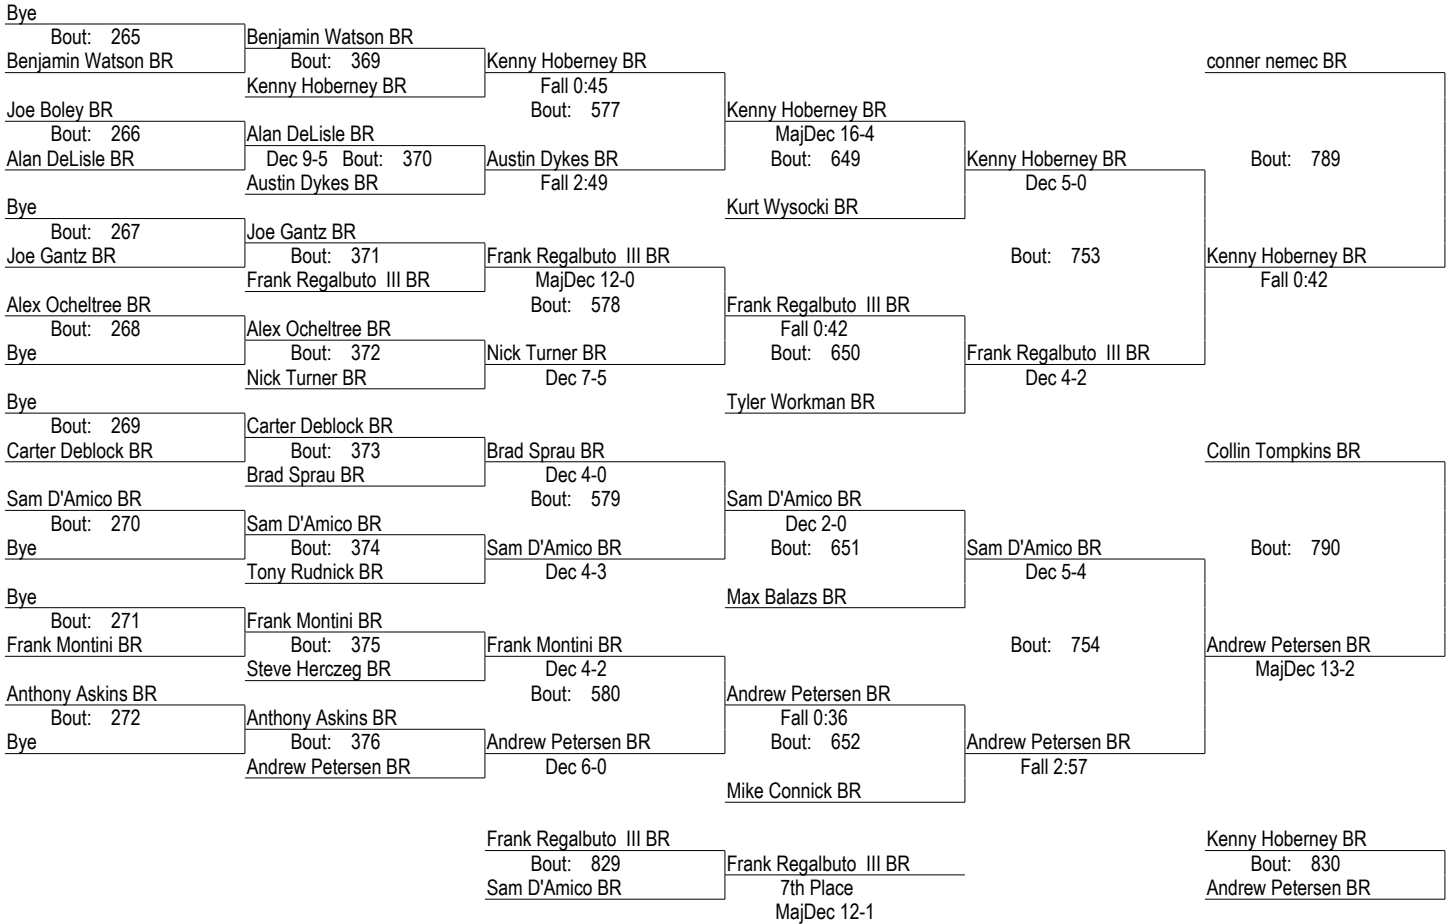 Bye
Bout: 265
Benjamin Watson BR
Joe Boley BR
Bout: 266
Alan DeLisle BR
Bye
Bout: 267
Joe Gantz BR
Alex Ocheltree BR
Bout: 268
Bye
Bye
Bout: 269
Carter Deblock BR
Sam D'Amico BR
Bout: 270
Bye
Bye
Bout: 271
Frank Montini BR
Anthony Askins BR
Bout: 272
Bye
Benjamin Watson BR
Bout: 369
Kenny Hoberney BR
Alan DeLisle BR
Dec 9-5 Bout: 370
Austin Dykes BR
Joe Gantz BR
Bout: 371
Frank Regalbuto III BR
Alex Ocheltree BR
Bout: 372
Nick Turner BR
Carter Deblock BR
Bout: 373
Brad Sprau BR
Sam D'Amico BR
Bout: 374
Tony Rudnick BR
Frank Montini BR
Bout: 375
Steve Herczeg BR
Anthony Askins BR
Bout: 376
Andrew Petersen BR
Kenny Hoberney BR
Fall 0:45
Bout: 577
Austin Dykes BR
Fall 2:49
Frank Regalbuto III BR
MajDec 12-0
Bout: 578
Nick Turner BR
Dec 7-5
Brad Sprau BR
Dec 4-0
Bout: 579
Sam D'Amico BR
Dec 4-3
Frank Montini BR
Dec 4-2
Bout: 580
Andrew Petersen BR
Dec 6-0
Kenny Hoberney BR
MajDec 16-4
Bout: 649
Kurt Wysocki BR
Frank Regalbuto III BR
Fall 0:42
Bout: 650
Tyler Workman BR
Sam D'Amico BR
Dec 2-0
Bout: 651
Max Balazs BR
Andrew Petersen BR
Fall 0:36
Bout: 652
Mike Connick BR
Kenny Hoberney BR
Dec 5-0
Bout: 753
Frank Regalbuto III BR
Dec 4-2
Sam D'Amico BR
Dec 5-4
Bout: 754
Andrew Petersen BR
Fall 2:57
conner nemec BR
Bout: 789
Kenny Hoberney BR
Fall 0:42
Collin Tompkins BR
Bout: 790
Andrew Petersen BR
MajDec 13-2
Frank Regalbuto III BR
Bout: 829
Sam D'Amico BR
Frank Regalbuto III BR
7th Place
MajDec 12-1
Kenny Hoberney BR
Bout: 830
Andrew Petersen BR